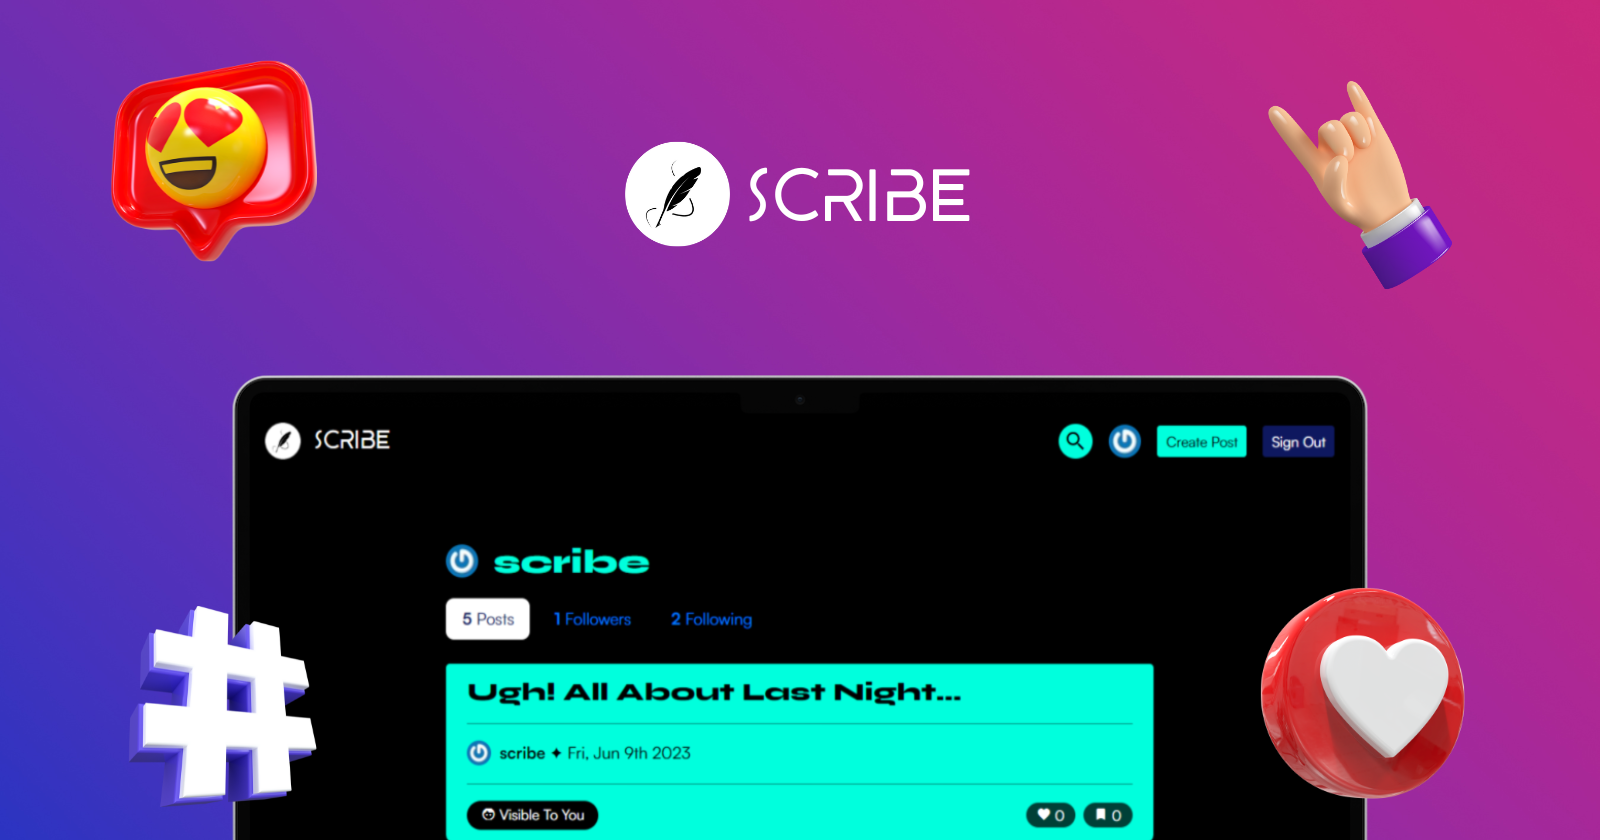 SCRIBE
SCRIBE
Create Post
Sign Out
scribe
5 Posts
1 Followers
2 Following
Ugh! All About Last Night...
scribe ✦ Fri, Jun 9th 2023
Visible To You
0
0